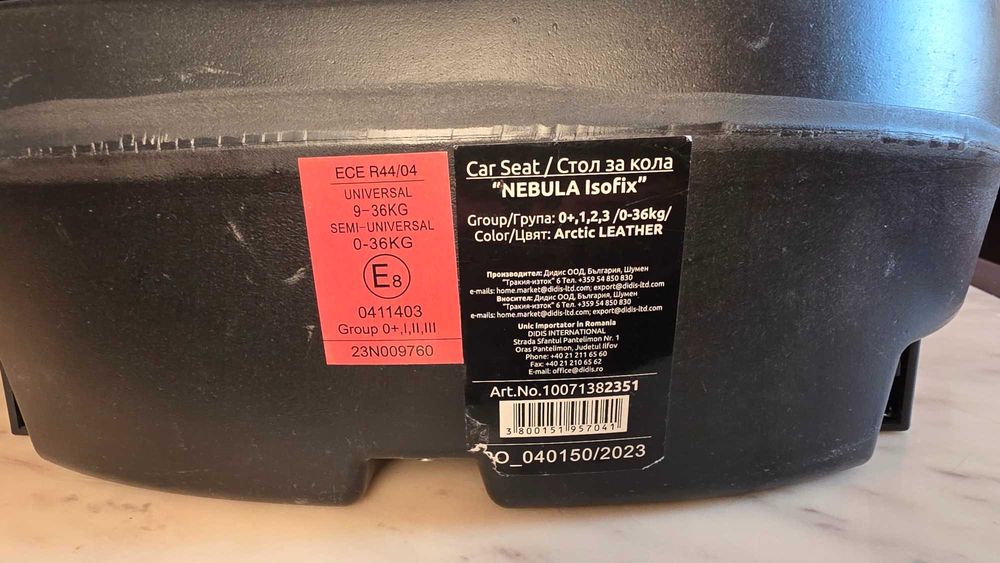 ECE R44/04
UNIVERSAL
9-36KG
SEMI-UNIVERSAL
0-36KG
E8
0411403
Group 0+,I,II,III
23N009760
Car Seat / Стол за кола
“NEBULA Isofix”
Group/Група: 0+,1,2,3 /0-36kg/
Color/Цвят: Arctic LEATHER
Производител: Дидис ООД, България, Шумен
"Тракия-изток" 6 Тел. +359 54 850 830
e-mails: home.market@didis-ltd.com; export@didis-ltd.com
Вносител: Дидис ООД, България, Шумен
"Тракия-изток" 6 Тел. +359 54 850 830
e-mails: home.market@didis-ltd.com; export@didis-ltd.com
Unic Importator in Romania
DIDIS INTERNATIONAL
Strada Sfantul Pantelimon Nr. 1
Oras Pantelimon, Judetul Ilfov
Phone: +40 21 211 65 60
Fax: +40 21 210 65 62
E-mail: office@didis.ro
Art.No.10071382351
3 800151 957041
O_040150/2023